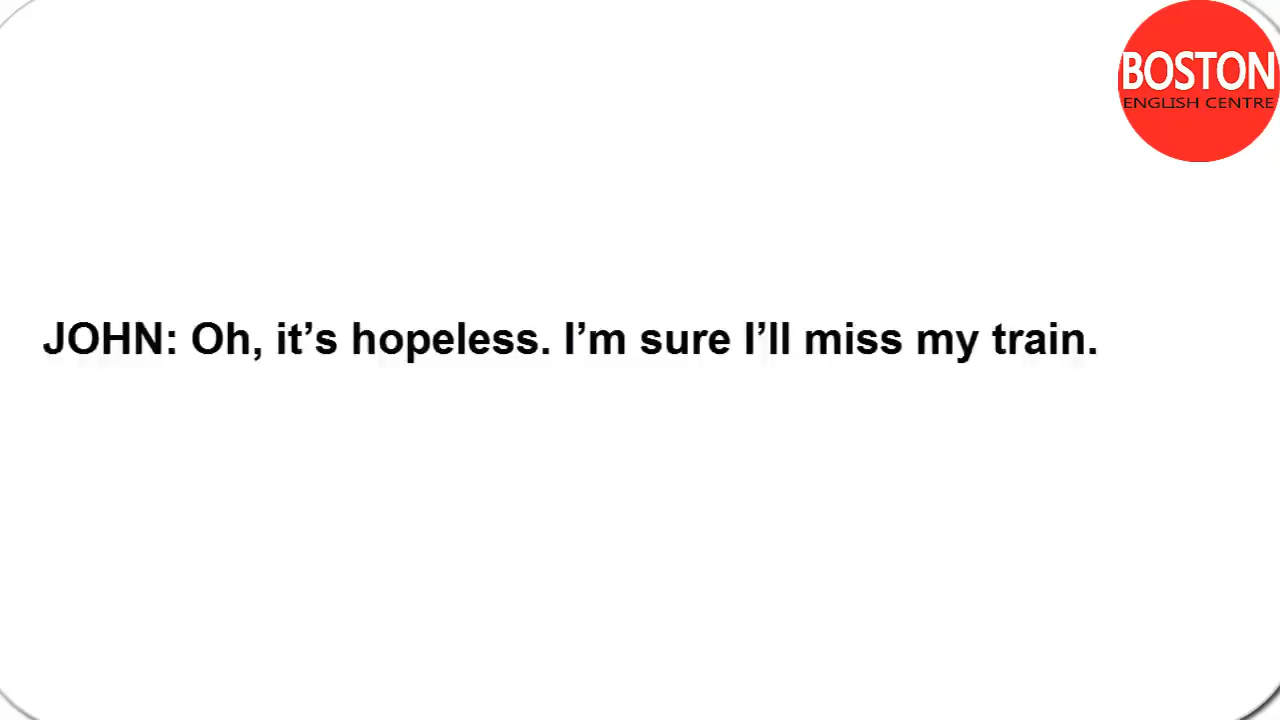 BOSTON
ENGLISH CENTRE
JOHN: Oh, it’s hopeless. I’m sure I’ll miss my train.